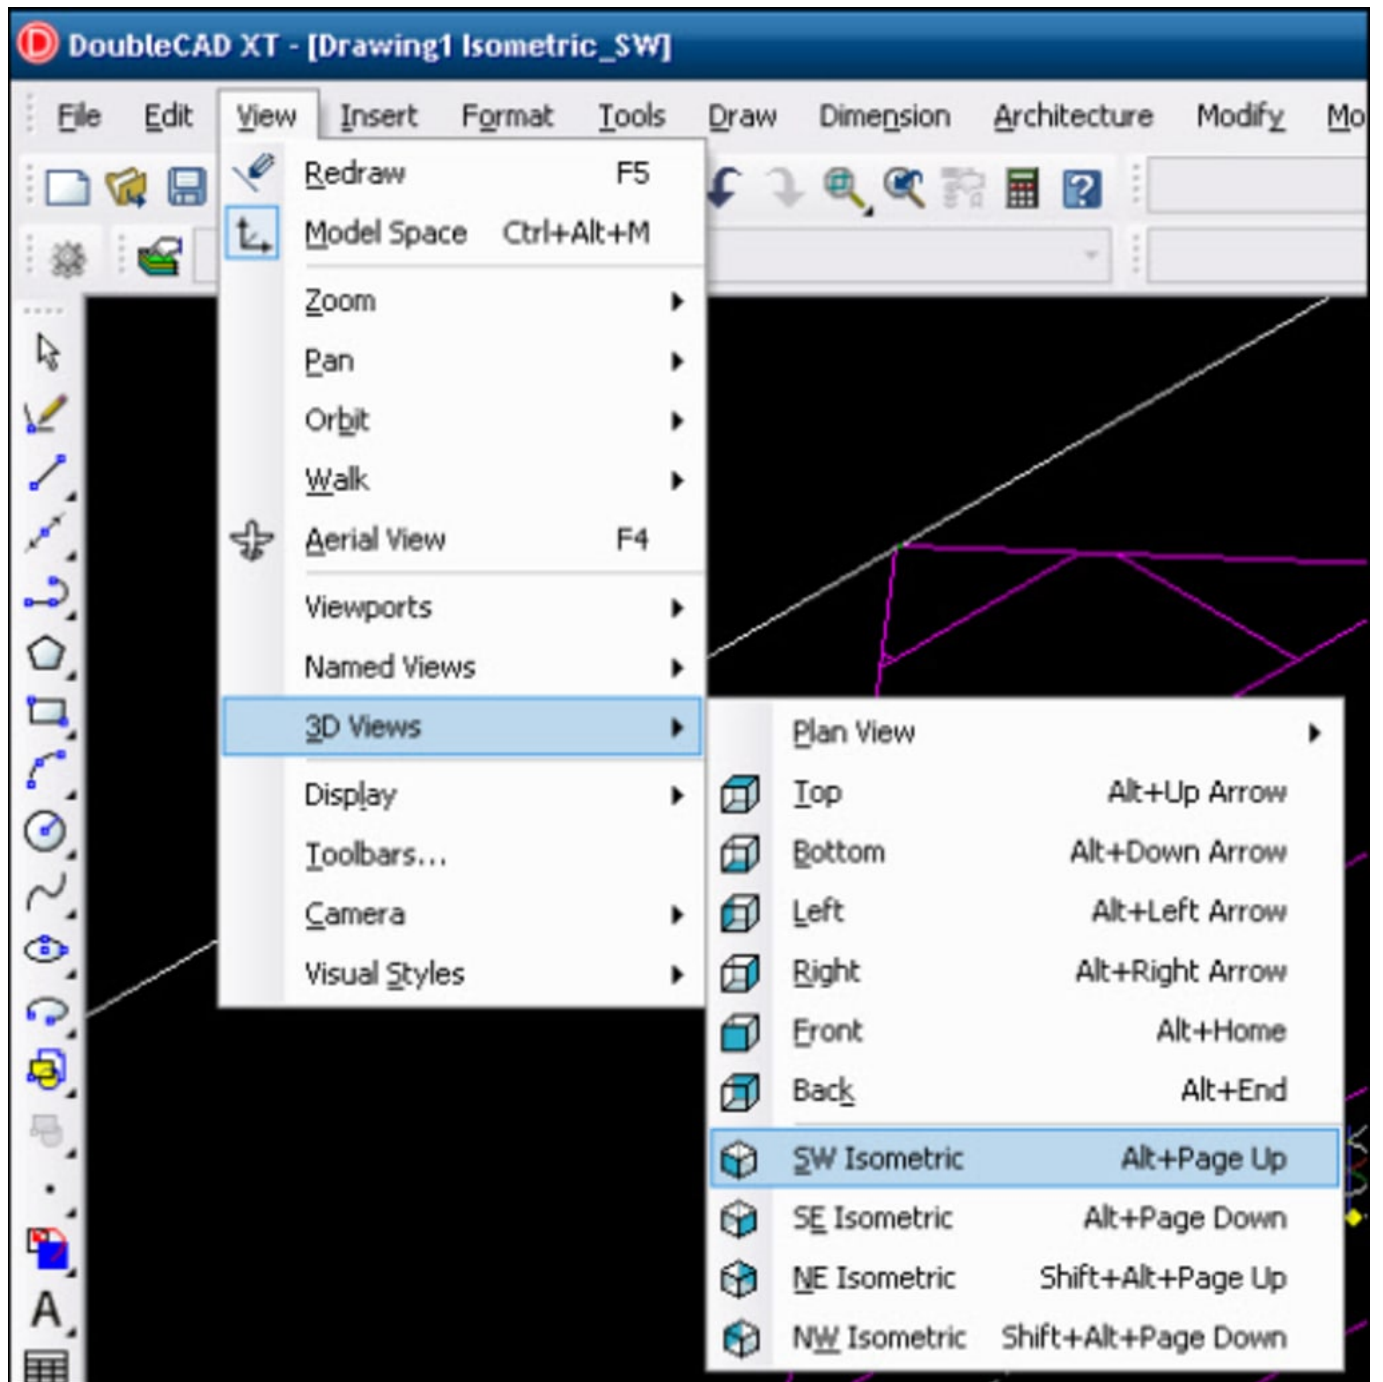 DoubleCAD XT - [Drawing1 Isometric_SW]
File Edit View Insert Format Tools Draw Dimension Architecture Modify Mo
Redraw F5
Model Space Ctrl+Alt+M
Zoom
Pan
Orbit
Walk
Aerial View F4
Viewports
Named Views
3D Views
Display
Toolbars...
Camera
Visual Styles
Plan View
Top Alt+Up Arrow
Bottom Alt+Down Arrow
Left Alt+Left Arrow
Right Alt+Right Arrow
Front Alt+Home
Back Alt+End
SW Isometric Alt+Page Up
SE Isometric Alt+Page Down
NE Isometric Shift+Alt+Page Up
NW Isometric Shift+Alt+Page Down
A